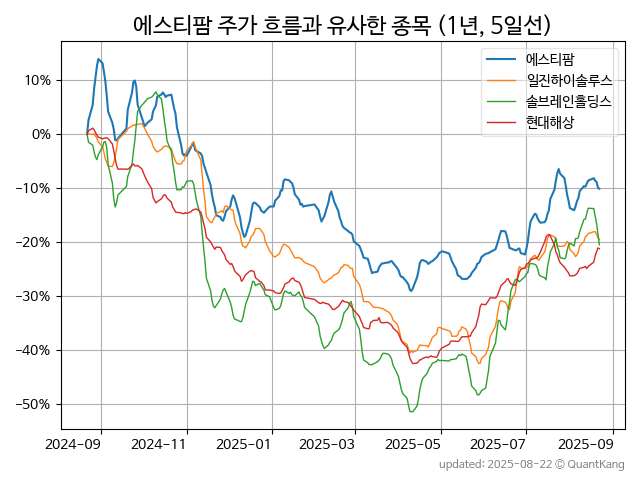 에스티팜 주가 흐름과 유사한 종목 (1년, 5일선)
에스티팜
일진하이솔루스
솔브레인홀딩스
현대해상
10%
0%
−10%
−20%
−30%
−40%
−50%
2024-09 2024-11 2025-01 2025-03 2025-05 2025-07 2025-09
updated: 2025-08-22 © QuantKang